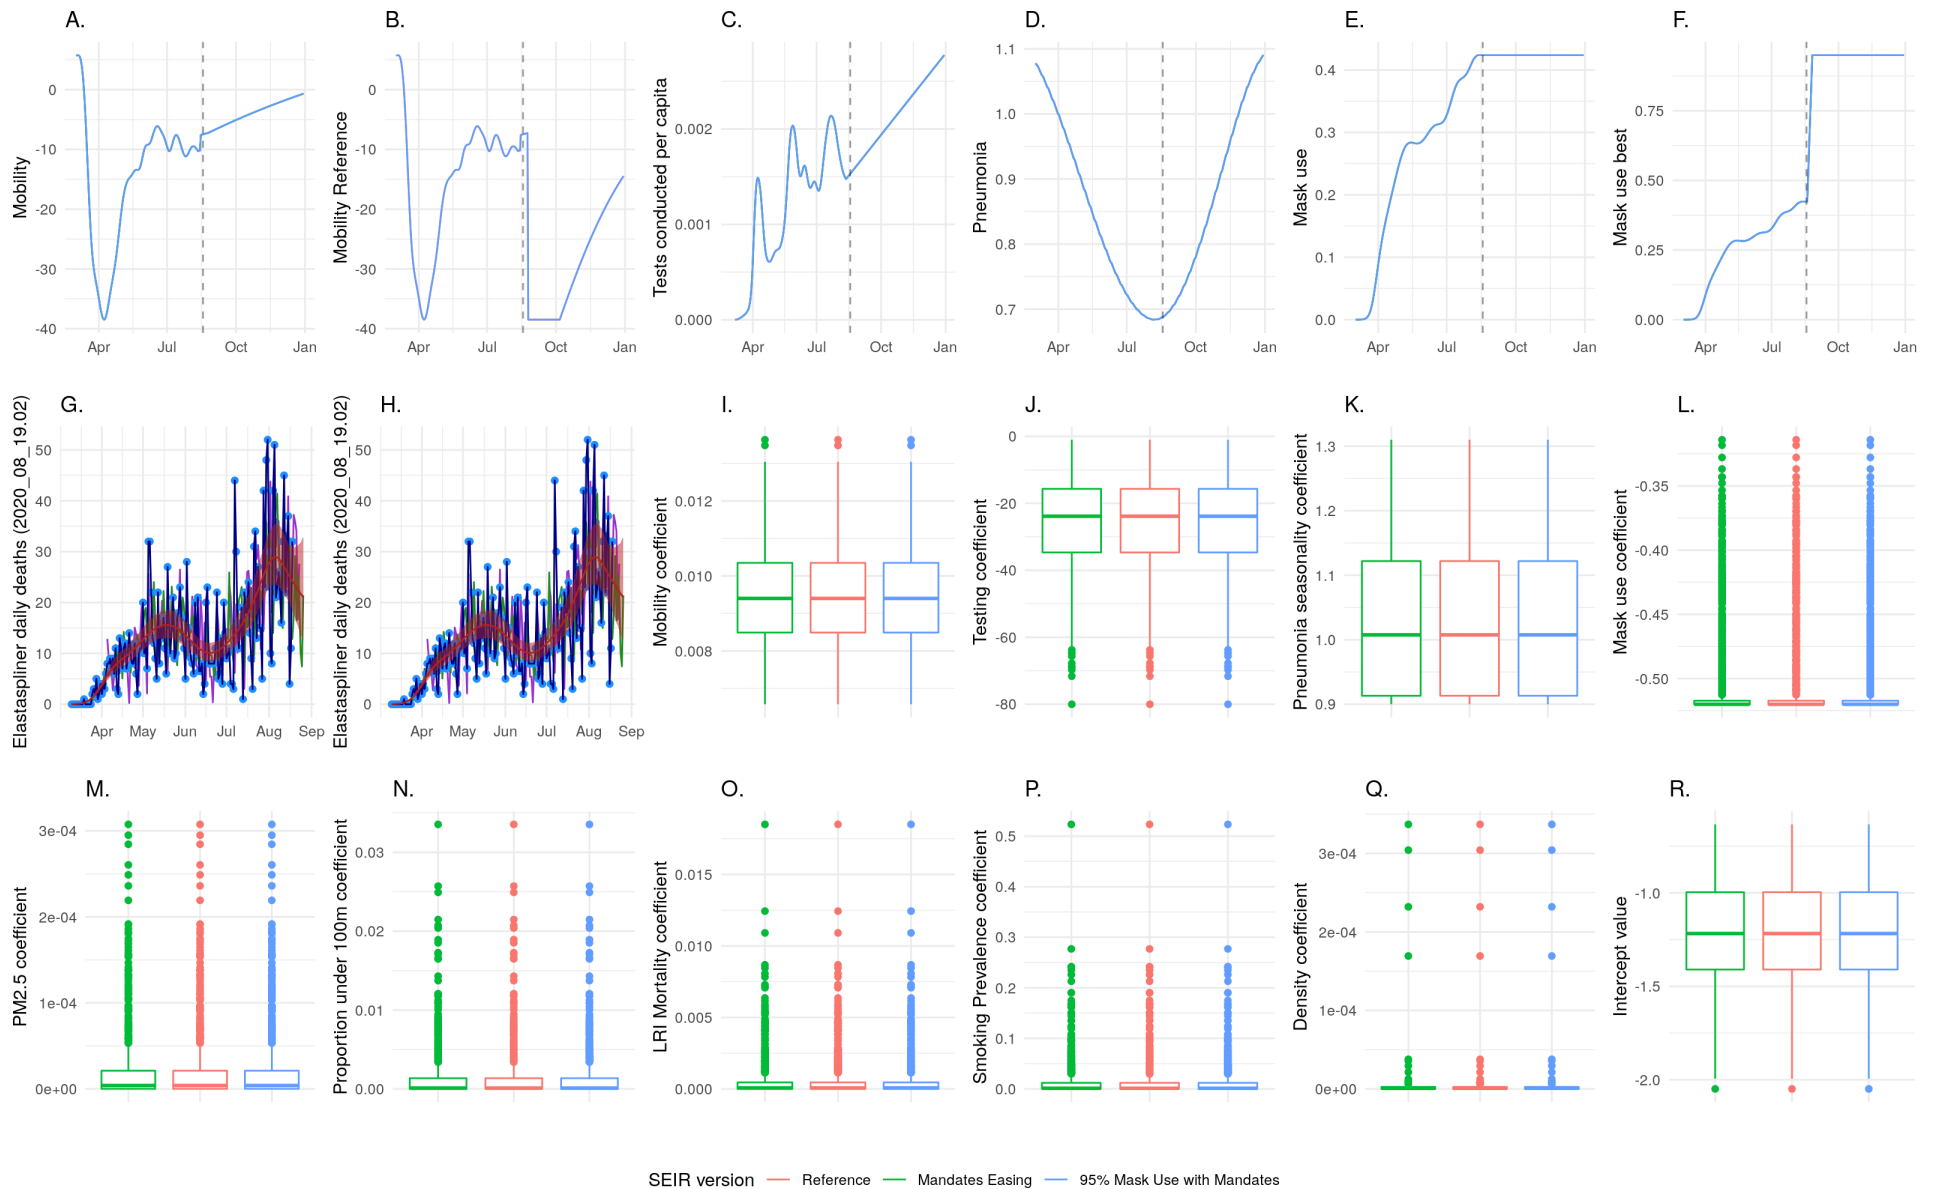 A. B. C. D. E. F.
Mobility
0
-10
-20
-30
-40
Apr Jul Oct Jan
Mobility Reference
0
-10
-20
-30
-40
Apr Jul Oct Jan
Tests conducted per capita
0.002
0.001
0.000
Apr Jul Oct Jan
Pneumonia
1.1
1.0
0.9
0.8
0.7
Apr Jul Oct Jan
Mask use
0.4
0.3
0.2
0.1
0.0
Apr Jul Oct Jan
Mask use best
0.75
0.50
0.25
0.00
Apr Jul Oct Jan
G. H. I. J. K. L.
Elastaspliner daily deaths (2020_08_19.02)
50
40
30
20
10
0
Apr May Jun Jul Aug Sep
Elastaspliner daily deaths (2020_08_19.02)
50
40
30
20
10
0
Apr May Jun Jul Aug Sep
Mobility coefficient
0.012
0.010
0.008
Testing coefficient
0
-20
-40
-60
-80
Pneumonia seasonality coefficient
1.3
1.2
1.1
1.0
0.9
Mask use coefficient
-0.35
-0.40
-0.45
-0.50
M. N. O. P. Q. R.
PM2.5 coefficient
3e-04
2e-04
1e-04
0e+00
Proportion under 100m coefficient
0.03
0.02
0.01
0.00
LRI Mortality coefficient
0.015
0.010
0.005
0.000
Smoking Prevalence coefficient
0.5
0.4
0.3
0.2
0.1
0.0
Density coefficient
3e-04
2e-04
1e-04
0e+00
Intercept value
-1.0
-1.5
-2.0
SEIR version Reference Mandates Easing 95% Mask Use with Mandates